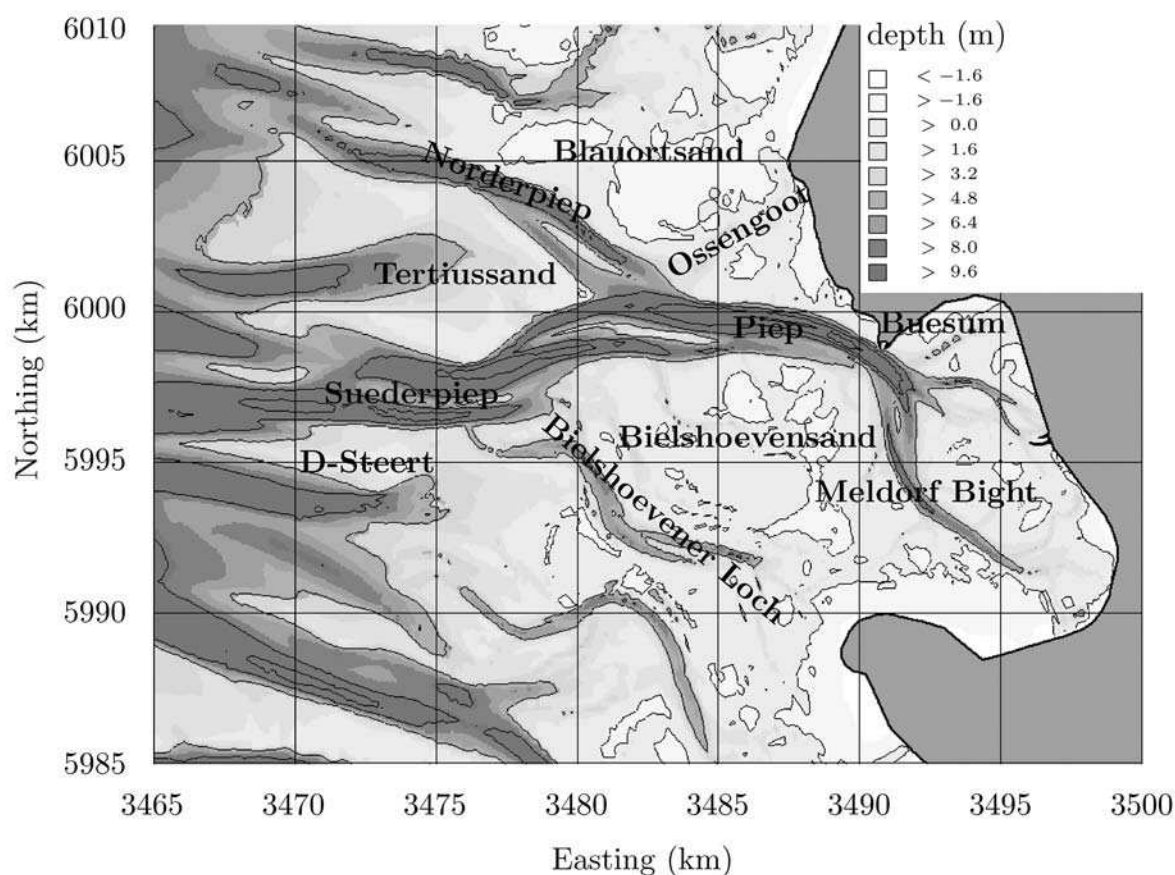 6010
depth (m)
< −1.6
> −1.6
> 0.0
> 1.6
> 3.2
> 4.8
> 6.4
> 8.0
> 9.6
Blauortsand
6005
Norderpiep
Ossengoot
Tertiussand
6000
Piep
Buesum
Northing (km)
Suederpiep
Bielshoevensand
D-Steert
5995
Meldorf Bight
Bielshoevener Loch
5990
5985
3465 3470 3475 3480 3485 3490 3495 3500
Easting (km)